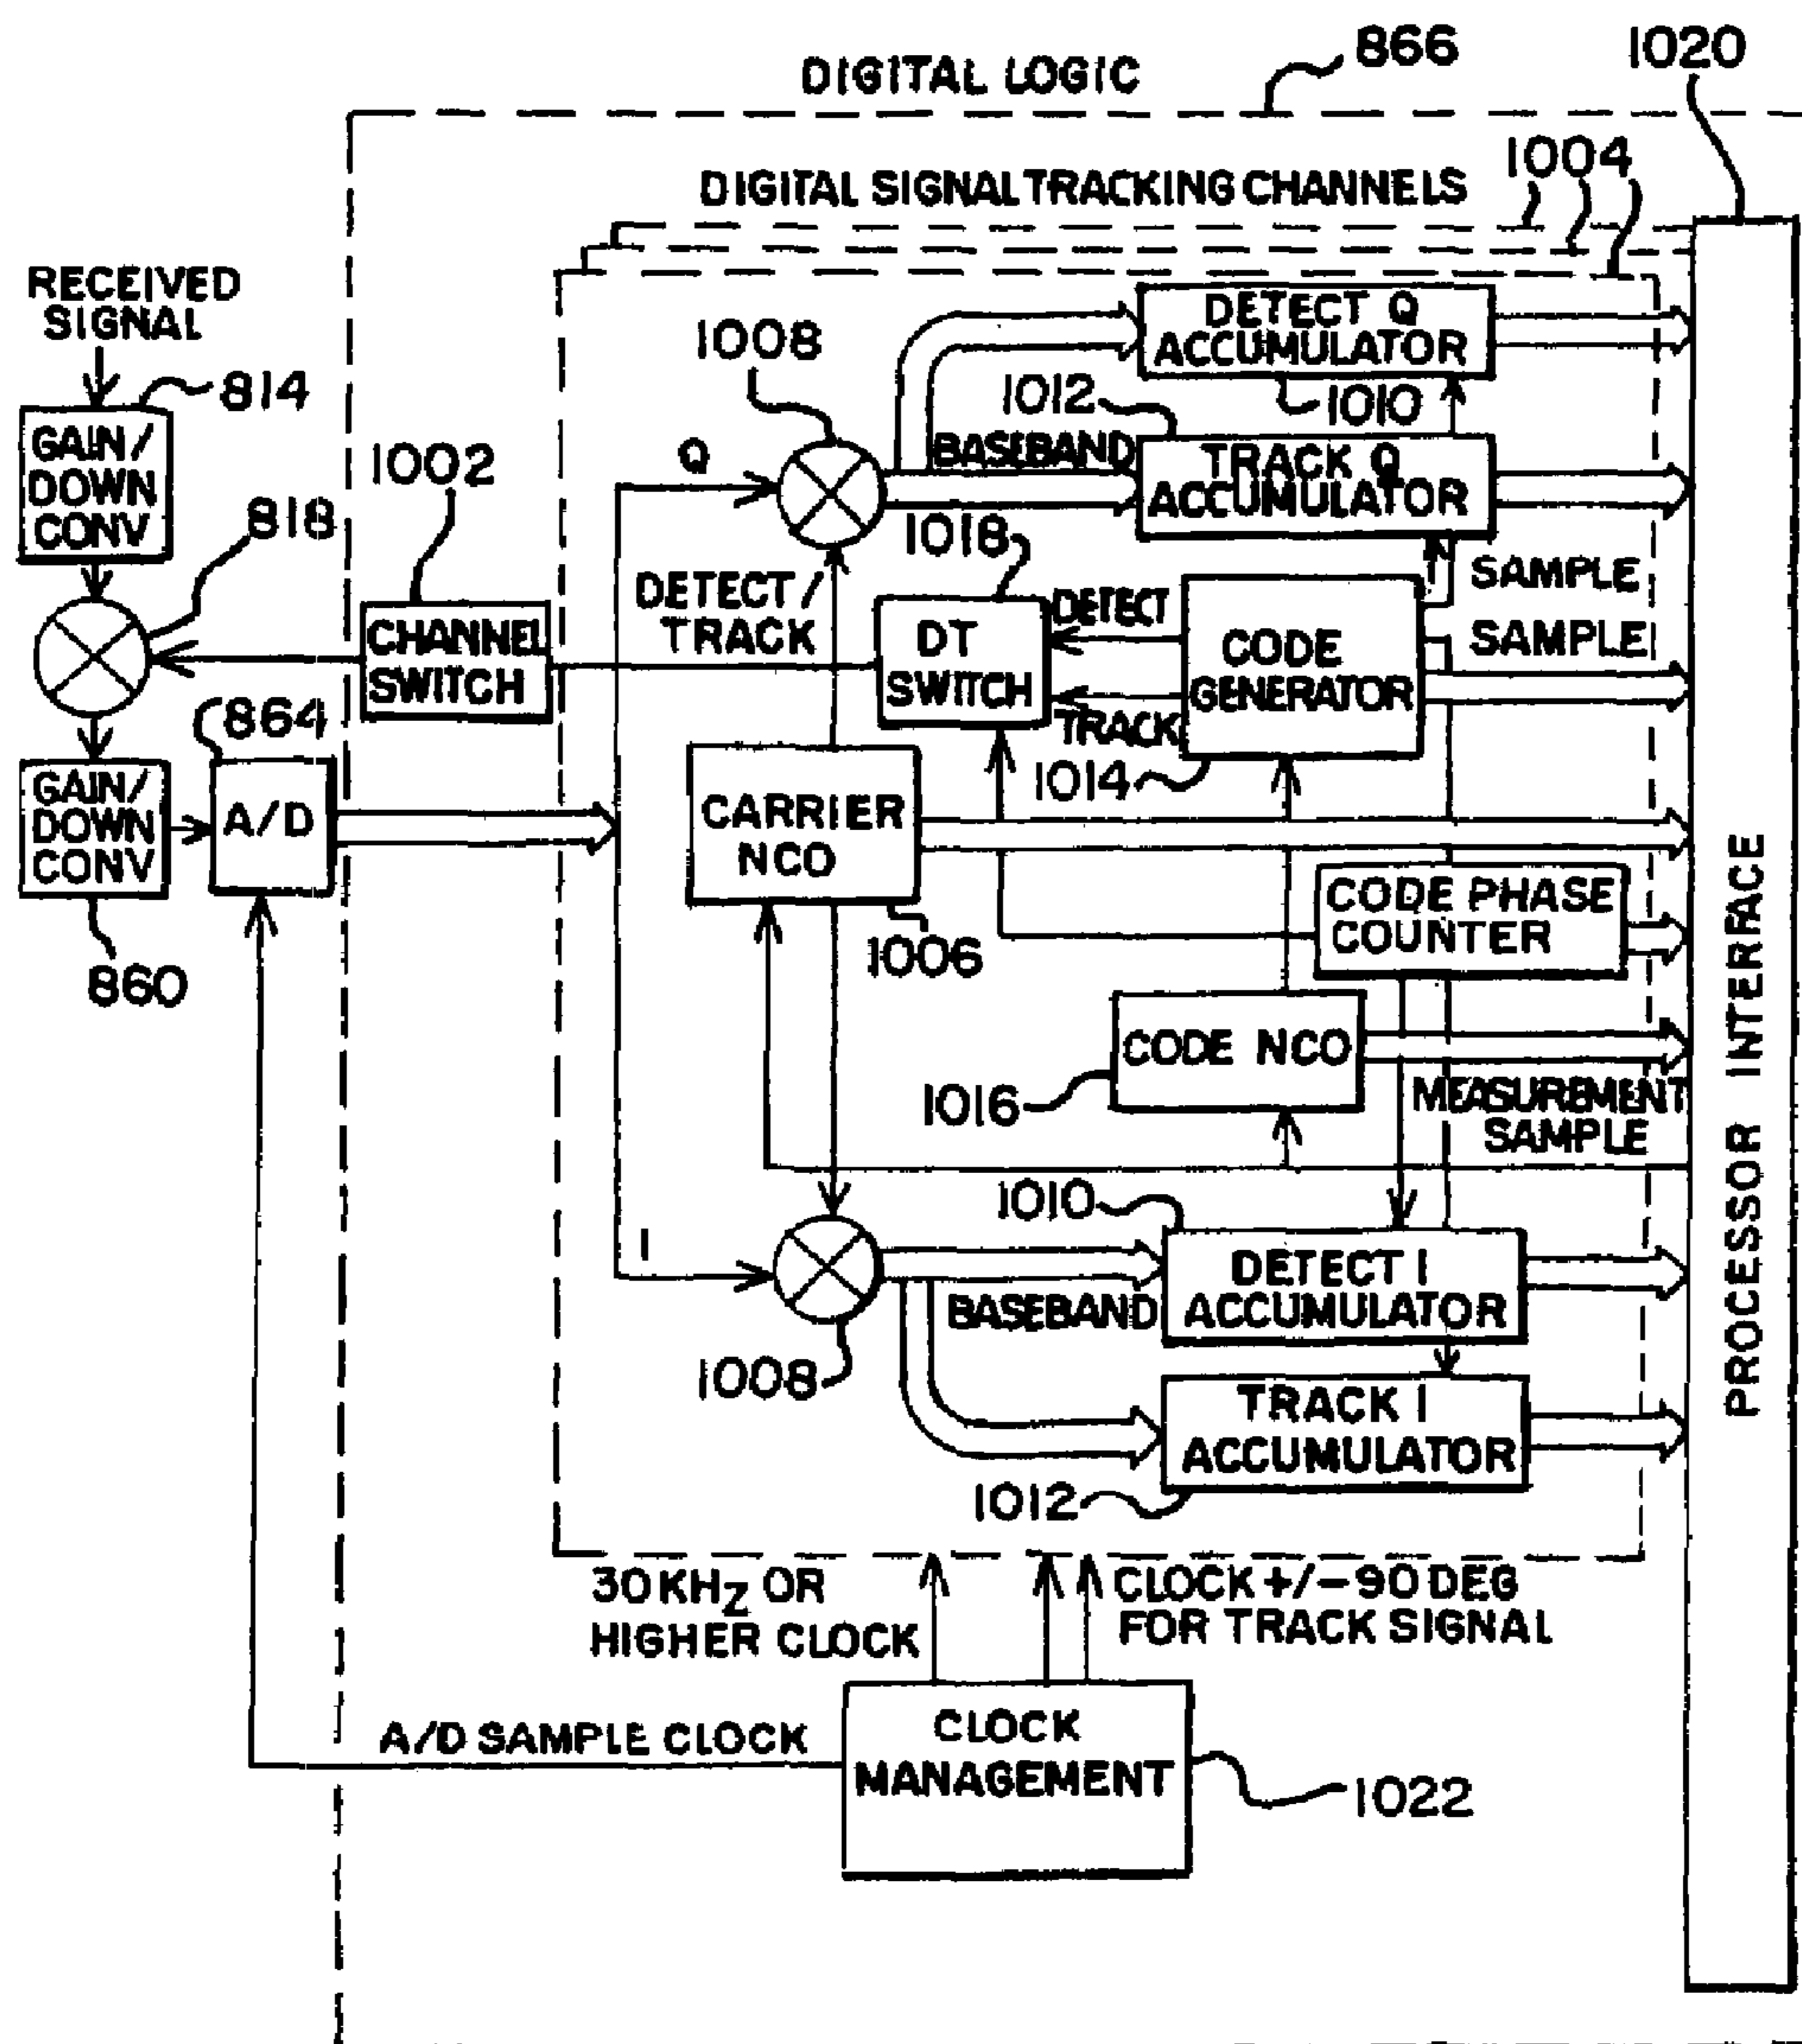 866
1020
DIGITAL LOGIC
1004
DIGITAL SIGNAL TRACKING CHANNELS
RECEIVED
SIGNAL
814
GAIN/
DOWN
CONV
818
1002
CHANNEL
SWITCH
864
GAIN/
DOWN
CONV
A/D
860
1008
Q
DETECT Q
ACCUMULATOR
1010
1012
BASEBAND
TRACK Q
ACCUMULATOR
1018
SAMPLE
SAMPLE
DETECT/
TRACK
DT
SWITCH
DETECT
TRACK
CODE
GENERATOR
1014
CARRIER
NCO
1006
CODE PHASE
COUNTER
CODE NCO
1016
MEASUREMENT
SAMPLE
PROCESSOR INTERFACE
I
1010
DETECT I
ACCUMULATOR
BASEBAND
1008
TRACK I
ACCUMULATOR
1012
30 KHZ OR
HIGHER CLOCK
CLOCK +/-90 DEG
FOR TRACK SIGNAL
A/D SAMPLE CLOCK
CLOCK
MANAGEMENT
1022